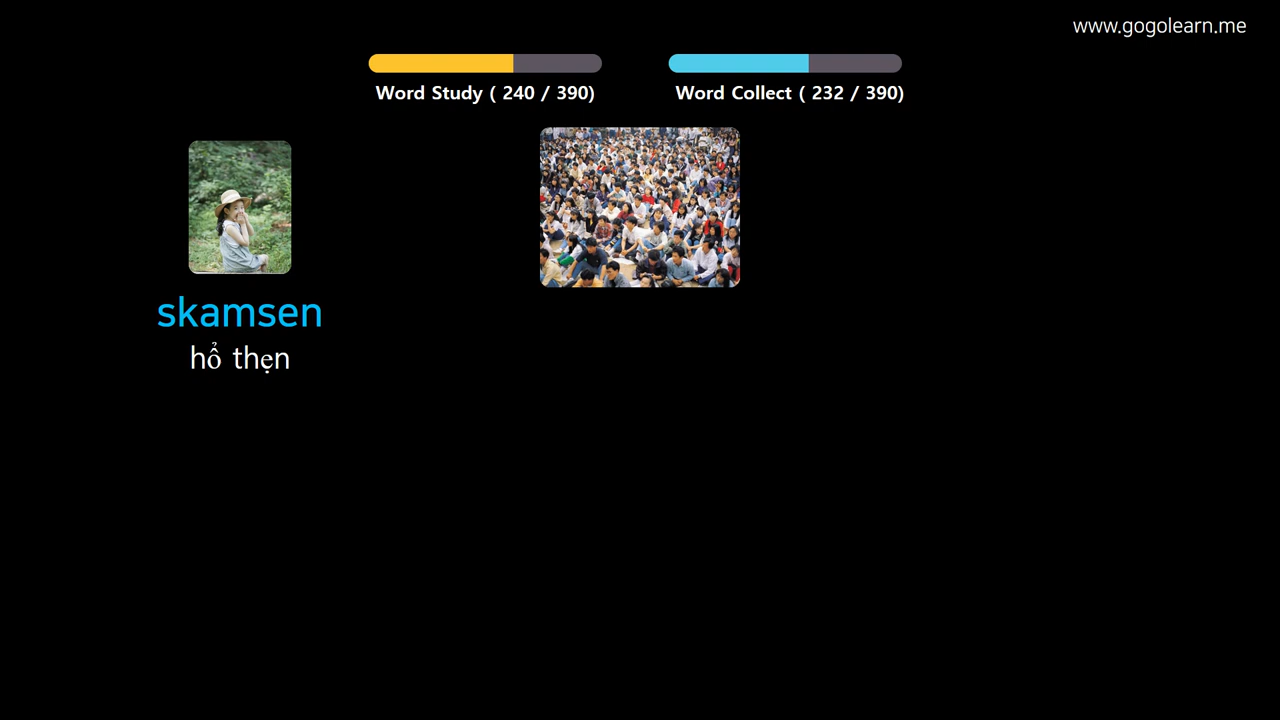 www.gogolearn.me
Word Study ( 240 / 390)
Word Collect ( 232 / 390)
skamsen
hổ thẹn